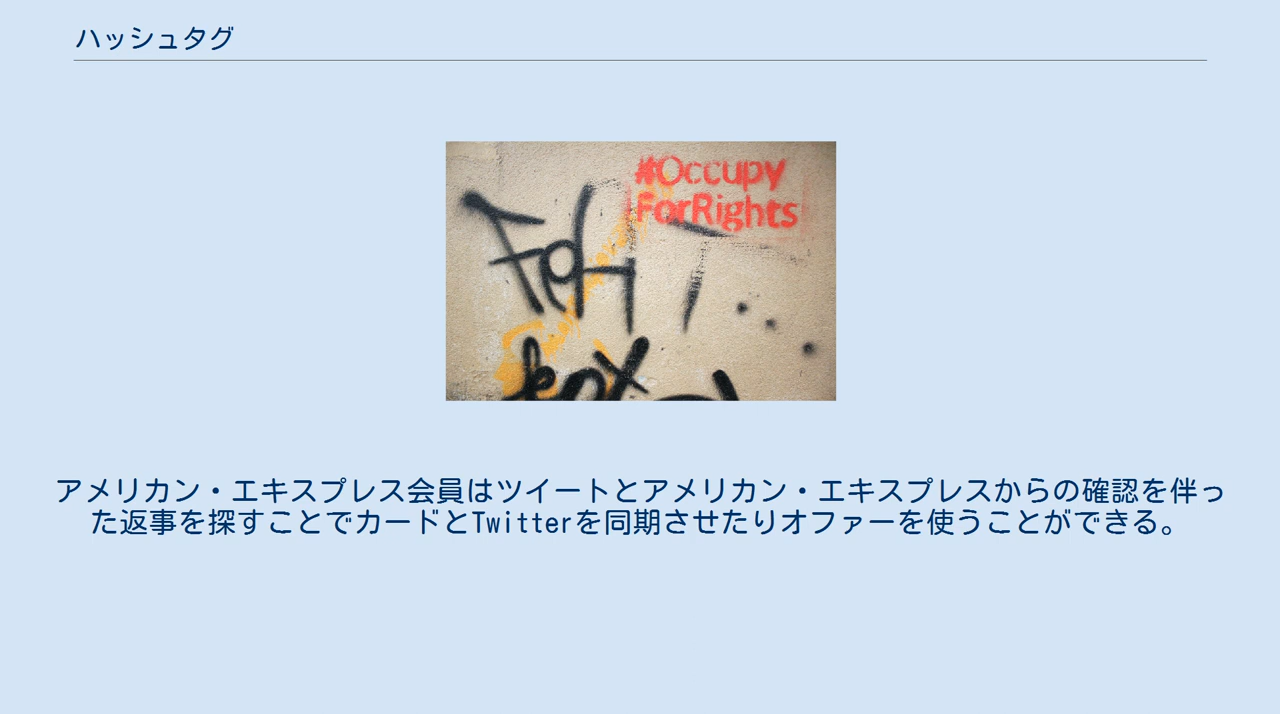 ハッシュタグ
#Occupy
ForRights
アメリカン・エキスプレス会員はツイートとアメリカン・エキスプレスからの確認を伴っ
た返事を探すことでカードとTwitterを同期させたりオファーを使うことができる。